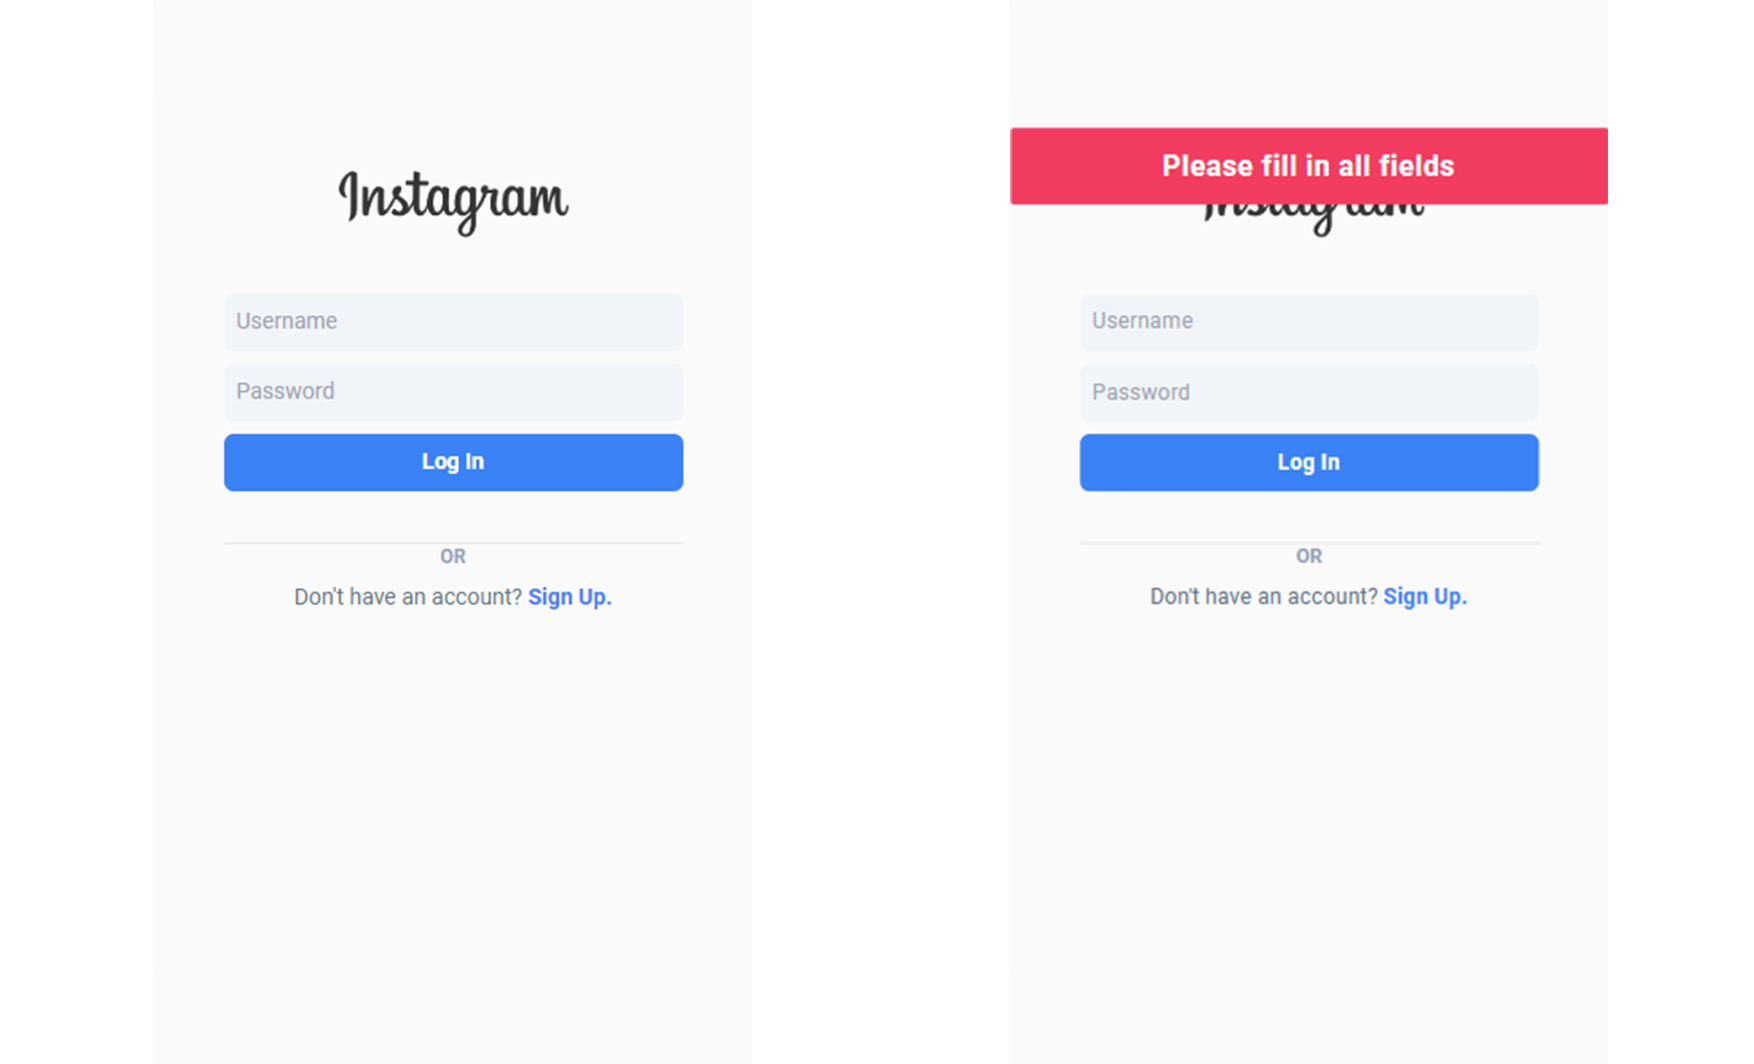 Instagram
Username
Password
Log In
OR
Don't have an account? Sign Up.
Please fill in all fields
Instagram
Username
Password
Log In
OR
Don't have an account? Sign Up.